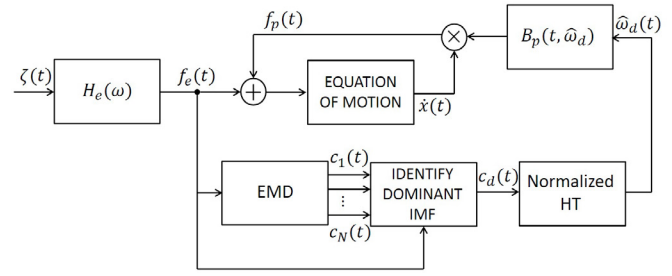 ζ(t)
H_e(ω)
f_e(t)
f_p(t)
+
EQUATION
OF MOTION
ẋ(t)
×
B_p(t, ω̂_d)
ω̂_d(t)
EMD
c_1(t)
⋮
c_N(t)
IDENTIFY
DOMINANT
IMF
c_d(t)
Normalized
HT